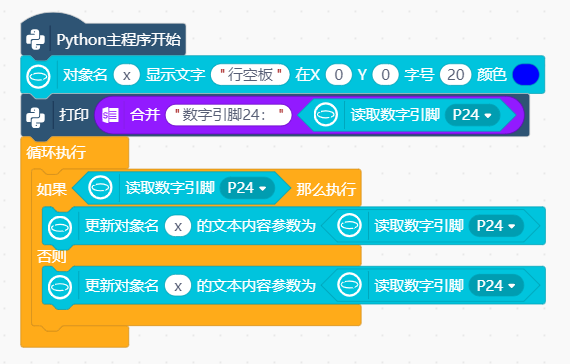 Python主程序开始
对象名 x 显示文字 "行空板" 在X 0 Y 0 字号 20 颜色
打印 合并 "数字引脚24：" 读取数字引脚 P24
循环执行
如果 读取数字引脚 P24 那么执行
更新对象名 x 的文本内容参数为 读取数字引脚 P24
否则
更新对象名 x 的文本内容参数为 读取数字引脚 P24